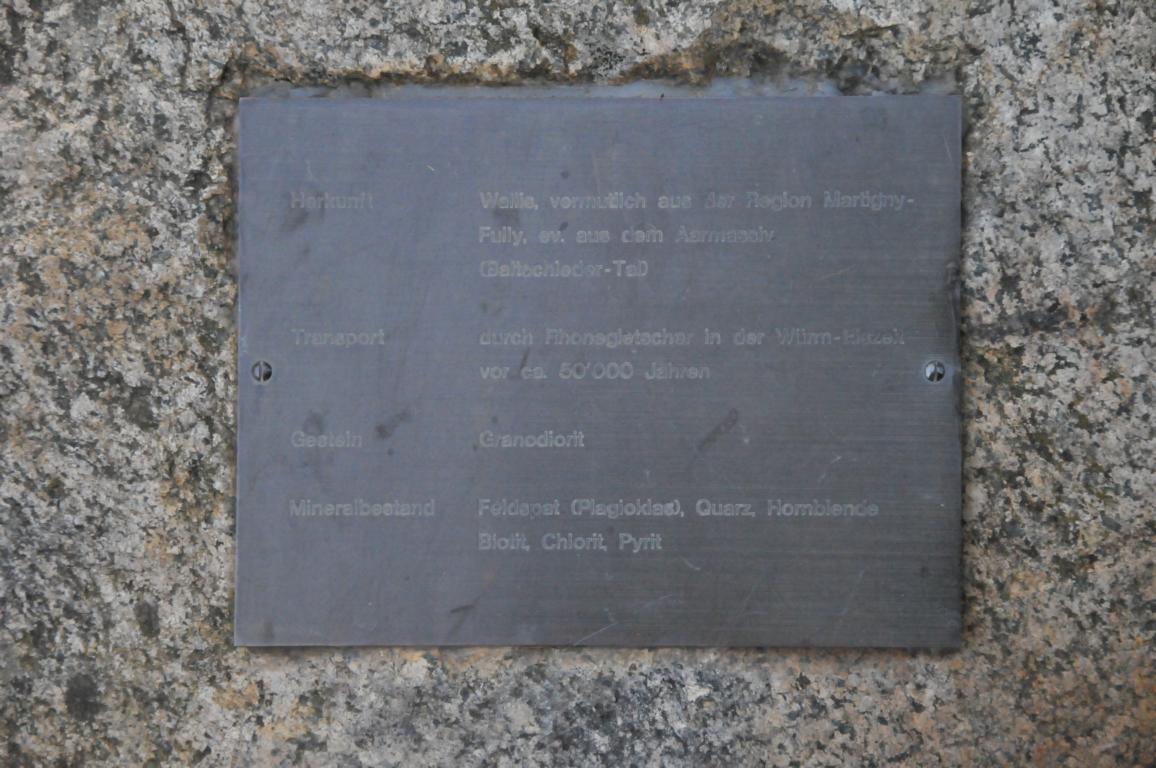 Herkunft Wallis, vermutlich aus der Region Martigny-
Fully, ev. aus dem Aarmassiv
(Baltschieder-Tal)
Transport durch Rhonegletscher in der Würm-Eiszeit
vor ca. 50'000 Jahren
Gestein Granodiorit
Mineralbestand Feldspat (Plagioklas), Quarz, Hornblende
Biotit, Chlorit, Pyrit